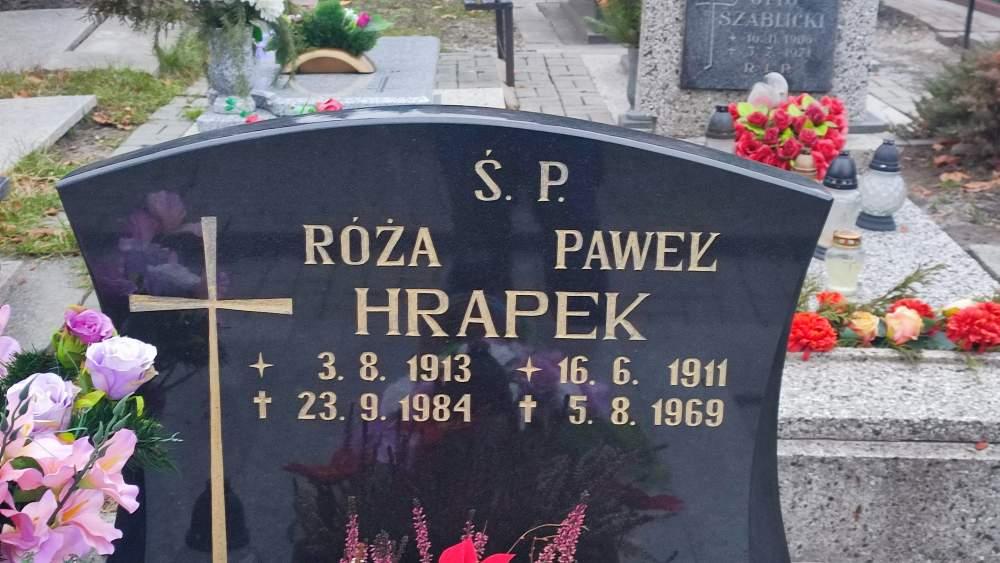 SZABLICKI
R.I.P.
Ś. P.
RÓŻA PAWEŁ
HRAPEK
3. 8. 1913 16. 6. 1911
✝ 23. 9. 1984 ✝ 5. 8. 1969